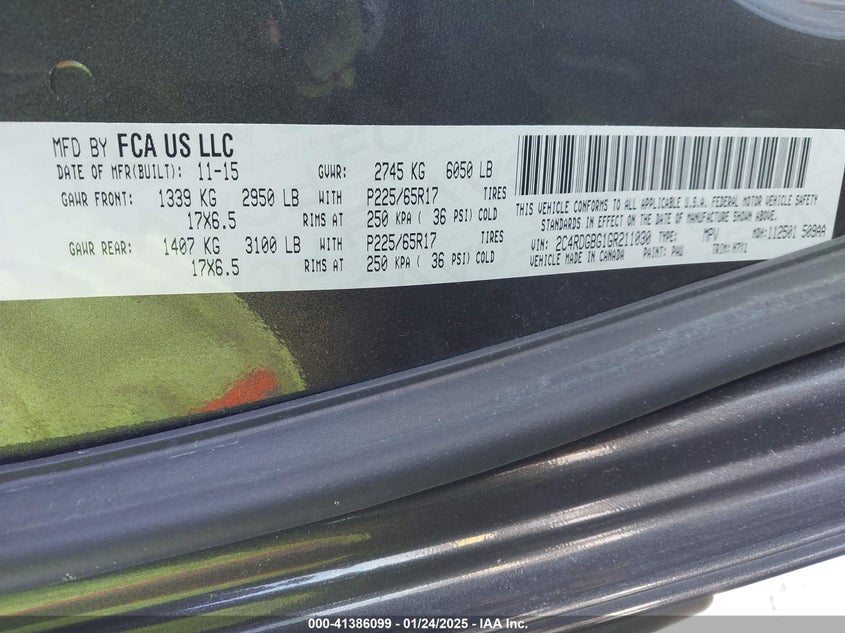 MFD BY FCA US LLC
DATE OF MFR(BUILT): 11-15 GVWR: 2745 KG 6050 LB
GAWR FRONT: 1339 KG 2950 LB WITH P225/65R17 TIRES
17X6.5 RIMS AT 250 KPA ( 36 PSI) COLD
GAWR REAR: 1407 KG 3100 LB WITH P225/65R17 TIRES
17X6.5 RIMS AT 250 KPA ( 36 PSI) COLD
THIS VEHICLE CONFORMS TO ALL APPLICABLE U.S.A. FEDERAL MOTOR VEHICLE SAFETY
STANDARDS IN EFFECT ON THE DATE OF MANUFACTURE SHOWN ABOVE.
VIN: 2C4RDGBG1GR211030 TYPE: MPV MDH: 112501 509AA
VEHICLE MADE IN CANADA PAINT: PAU TRIM:
000-41386099 - 01/24/2025 - IAA Inc.